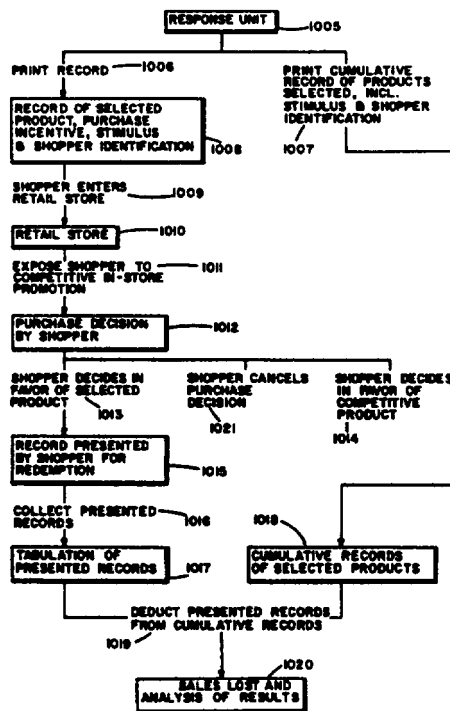 RESPONSE UNIT
1005
PRINT RECORD
1006
RECORD OF SELECTED
PRODUCT, PURCHASE
INCENTIVE, STIMULUS
& SHOPPER IDENTIFICATION
1008
PRINT CUMULATIVE
RECORD OF PRODUCTS
SELECTED, INCL.
STIMULUS & SHOPPER
IDENTIFICATION
1007
SHOPPER ENTERS
RETAIL STORE
1009
RETAIL STORE
1010
EXPOSE SHOPPER TO
COMPETITIVE BI-STORE
PROMOTION
1011
PURCHASE DECISION
BY SHOPPER
1012
SHOPPER DECIDES IN
FAVOR OF SELECTED
PRODUCT
1013
SHOPPER CANCELS
PURCHASE
DECISION
1021
SHOPPER DECIDES
IN FAVOR OF
COMPETITIVE
PRODUCT
1014
RECORD PRESENTED
BY SHOPPER FOR
REDEMPTION
1015
COLLECT PRESENTED
RECORDS
1016
TABULATION OF
PRESENTED RECORDS
1017
1018
CUMULATIVE RECORDS
OF SELECTED PRODUCTS
DEDUCT PRESENTED RECORDS
FROM CUMULATIVE RECORDS
1019
1020
SALES LOST AND
ANALYSIS OF RESULTS